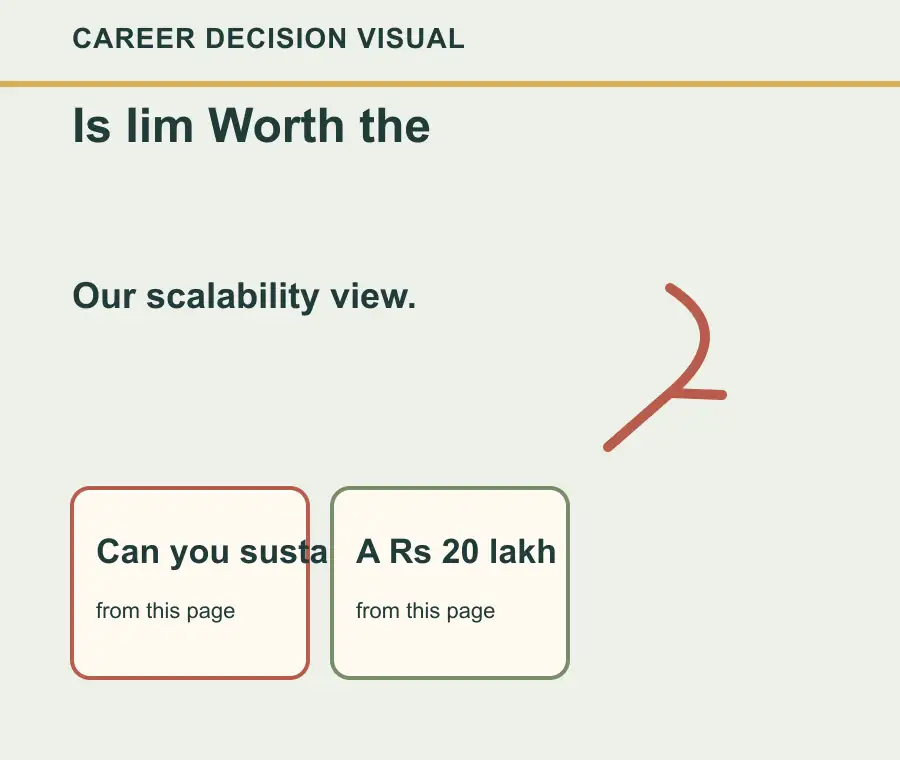 CAREER DECISION VISUAL
Is lim Worth the
Our scalability view.
Can you susta
A Rs 20 lakh
from this page
from this page